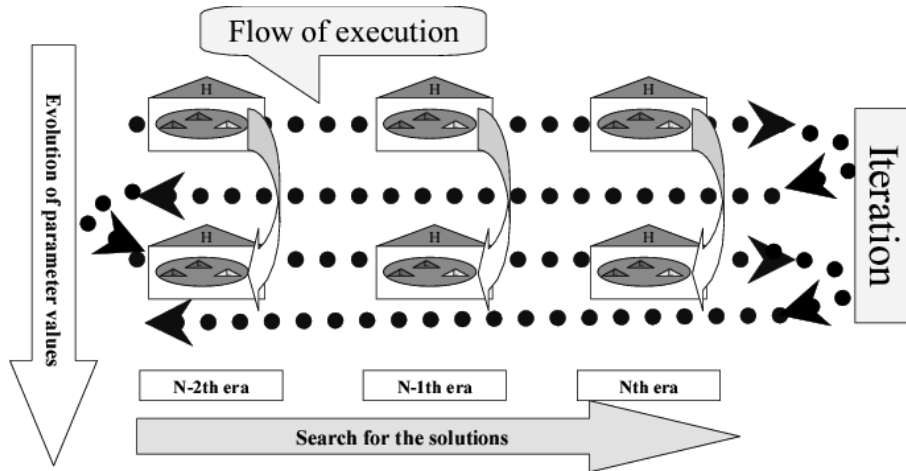 Flow of execution
Evolution of parameter values
H
H
H
Iteration
H
H
H
N-2th era
N-1th era
Nth era
Search for the solutions